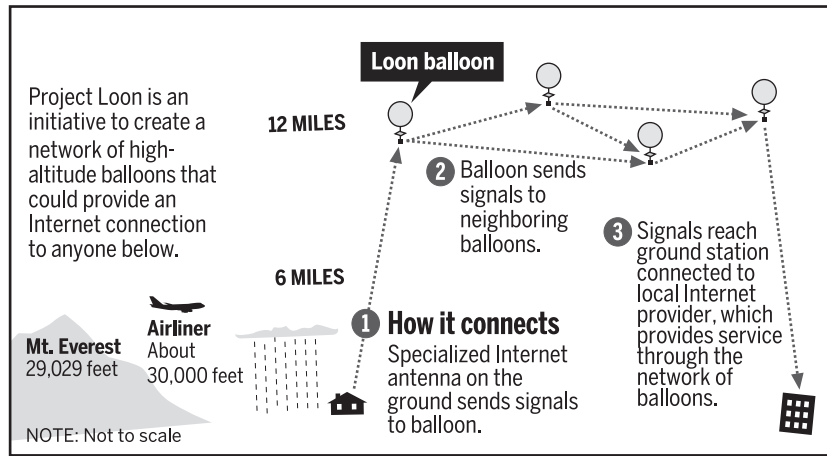 Project Loon is an
initiative to create a
network of high-
altitude balloons that
could provide an
Internet connection
to anyone below.
Loon balloon
12 MILES
6 MILES
2 Balloon sends
signals to
neighboring
balloons.
3 Signals reach
ground station
connected to
local Internet
provider, which
provides service
through the
network of
balloons.
1 How it connects
Specialized Internet
antenna on the
ground sends signals
to balloon.
Mt. Everest
29,029 feet
Airliner
About
30,000 feet
NOTE: Not to scale